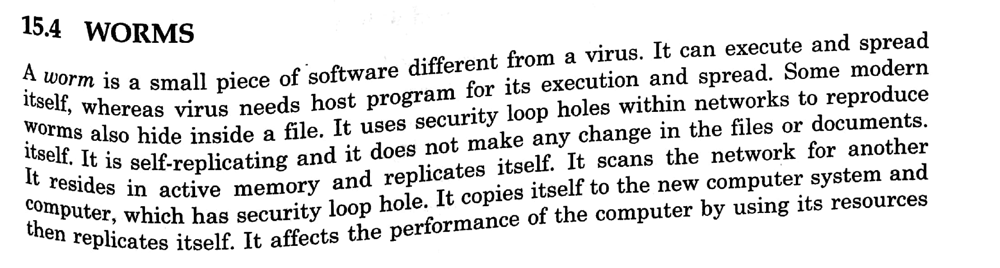 15.4 WORMS
A worm is a small piece of software different from a virus. It can execute and spread
itself, whereas virus needs host program for its execution and spread. Some modern
worms also hide inside a file. It uses security loop holes within networks to reproduce
itself. It is self-replicating and it does not make any change in the files or documents.
It resides in active memory and replicates itself. It scans the network for another
computer, which has security loop hole. It copies itself to the new computer system and
then replicates itself. It affects the performance of the computer by using its resources